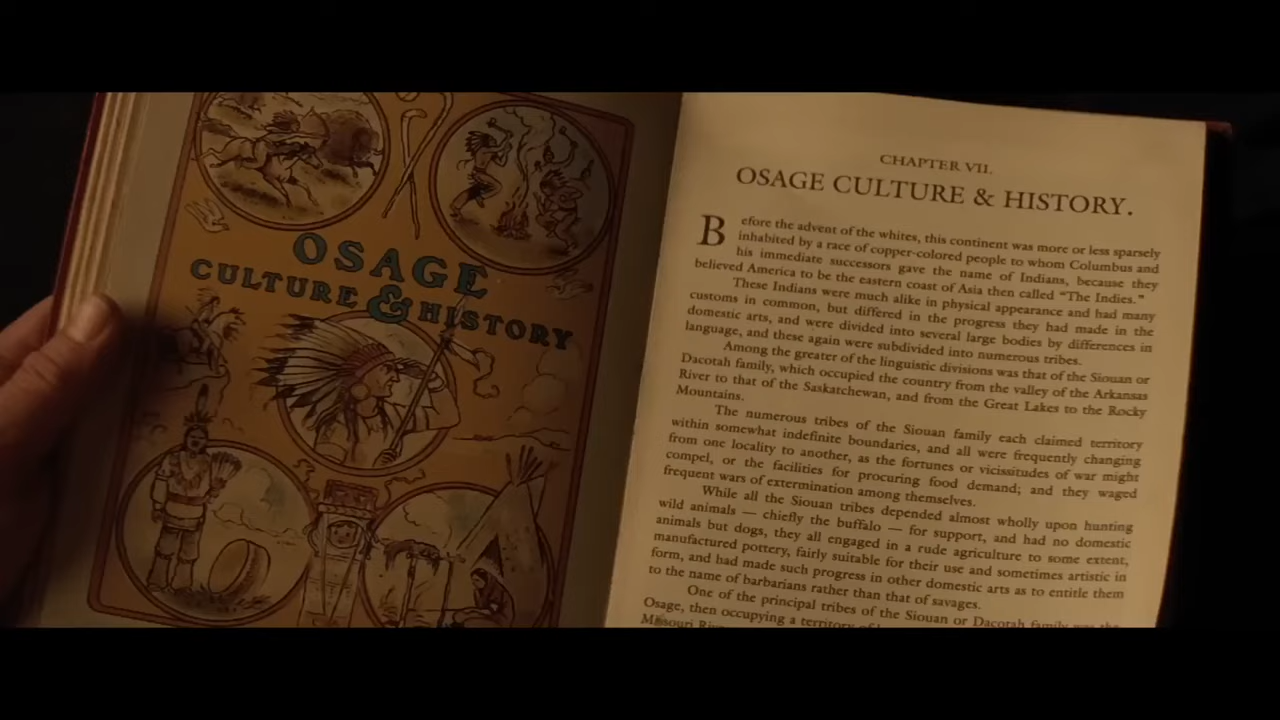 OSAGE
CULTURE & HISTORY
CHAPTER VII.
OSAGE CULTURE & HISTORY.
Before the advent of the whites, this continent was more or less sparsely
inhabited by a race of copper-colored people to whom Columbus and
his immediate successors gave the name of Indians, because they
believed America to be the eastern coast of Asia then called “The Indies.”
These Indians were much alike in physical appearance and had many
customs in common, but differed in the progress they had made in the
domestic arts, and were divided into several large bodies by differences in
language, and these again were subdivided into numerous tribes.
Among the greater of the linguistic divisions was that of the Siouan or
Dacotah family, which occupied the country from the valley of the Arkansas
River to that of the Saskatchewan, and from the Great Lakes to the Rocky
Mountains.
The numerous tribes of the Siouan family each claimed territory
within somewhat indefinite boundaries, and all were frequently changing
from one locality to another, as the fortunes or vicissitudes of war might
compel, or the facilities for procuring food demand; and they waged
frequent wars of extermination among themselves.
While all the Siouan tribes depended almost wholly upon hunting
wild animals — chiefly the buffalo — for support, and had no domestic
animals but dogs, they all engaged in a rude agriculture to some extent,
manufactured pottery, fairly suitable for their use and sometimes artistic in
form, and had made such progress in other domestic arts as to entitle them
to the name of barbarians rather than that of savages.
One of the principal tribes of the Siouan or Dacotah family was the
Osage, then occupying a territory of
Missouri River